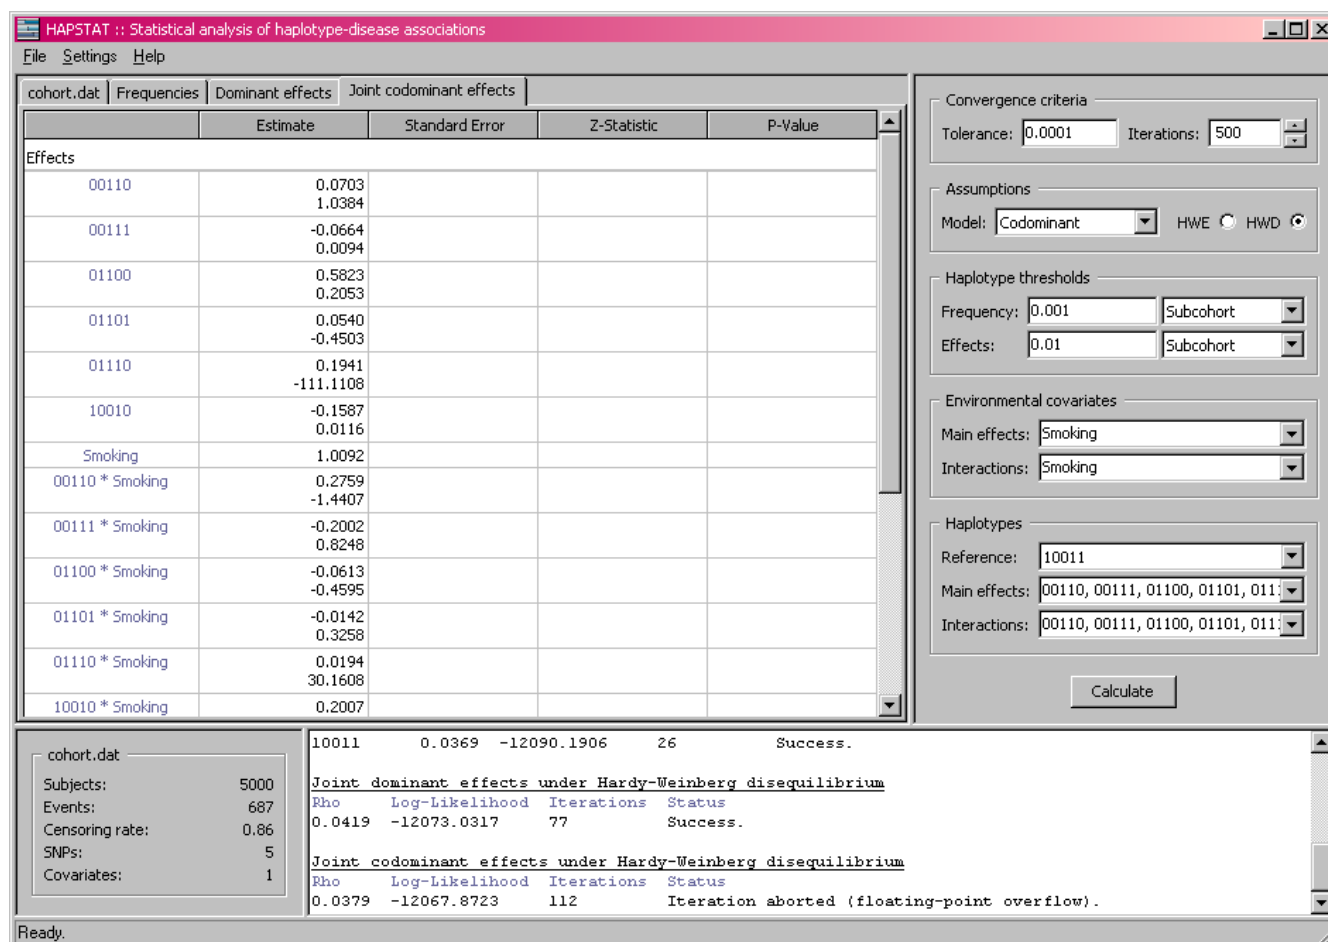 HAPSTAT :: Statistical analysis of haplotype-disease associations
File Settings Help
cohort.dat Frequencies Dominant effects Joint codominant effects
Estimate Standard Error Z-Statistic P-Value
Effects
00110 0.0703
1.0384
00111 -0.0664
0.0094
01100 0.5823
0.2053
01101 0.0540
-0.4503
01110 0.1941
-111.1108
10010 -0.1587
0.0116
Smoking 1.0092
00110 * Smoking 0.2759
-1.4407
00111 * Smoking -0.2002
0.8248
01100 * Smoking -0.0613
-0.4595
01101 * Smoking -0.0142
0.3258
01110 * Smoking 0.0194
30.1608
10010 * Smoking 0.2007
Convergence criteria
Tolerance: 0.0001 Iterations: 500
Assumptions
Model: Codominant HWE HWD
Haplotype thresholds
Frequency: 0.001 Subcohort
Effects: 0.01 Subcohort
Environmental covariates
Main effects: Smoking
Interactions: Smoking
Haplotypes
Reference: 10011
Main effects: 00110, 00111, 01100, 01101, 011
Interactions: 00110, 00111, 01100, 01101, 011
Calculate
cohort.dat
Subjects: 5000
Events: 687
Censoring rate: 0.86
SNPs: 5
Covariates: 1
10011 0.0369 -12090.1906 26 Success.
Joint dominant effects under Hardy-Weinberg disequilibrium
Rho Log-Likelihood Iterations Status
0.0419 -12073.0317 77 Success.
Joint codominant effects under Hardy-Weinberg disequilibrium
Rho Log-Likelihood Iterations Status
0.0379 -12067.8723 112 Iteration aborted (floating-point overflow).
Ready.